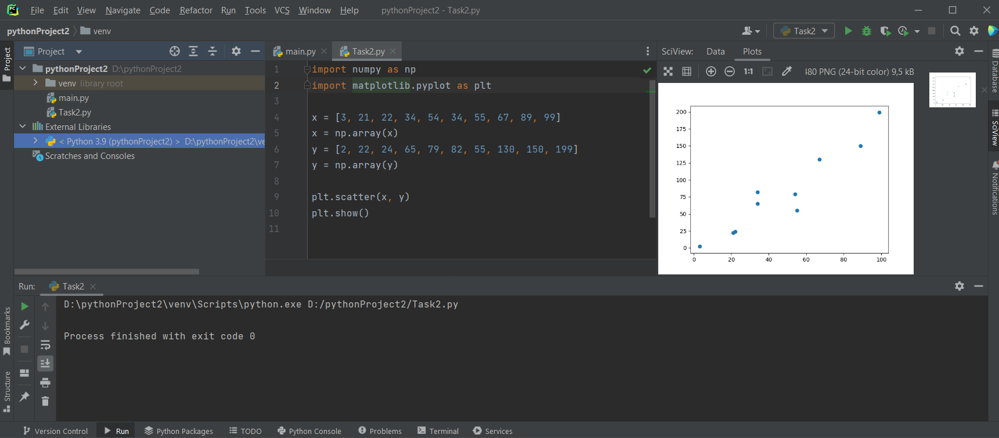 PC File Edit View Navigate Code Refactor Run Tools VCS Window Help pythonProject2 - Task2.py
pythonProject2 venv Task2
Project
Project
pythonProject2 D:\pythonProject2
venv library root
main.py
Task2.py
External Libraries
< Python 3.9 (pythonProject2) > D:\pythonProject2\ve
Scratches and Consoles
main.py Task2.py
1 import numpy as np
2 import matplotlib.pyplot as plt
3
4 x = [3, 21, 22, 34, 54, 34, 55, 67, 89, 99]
5 x = np.array(x)
6 y = [2, 22, 24, 65, 79, 82, 55, 130, 150, 199]
7 y = np.array(y)
8
9 plt.scatter(x, y)
10 plt.show()
11
SciView: Data Plots
1:1 480 PNG (24-bit color) 9,5 kB
200
175
150
125
100
75
50
25
0
0 20 40 60 80 100
Database
SciView
Notifications
Run: Task2
D:\pythonProject2\venv\Scripts\python.exe D:/pythonProject2/Task2.py
Process finished with exit code 0
Bookmarks
Structure
Version Control Run Python Packages TODO Python Console Problems Terminal Services